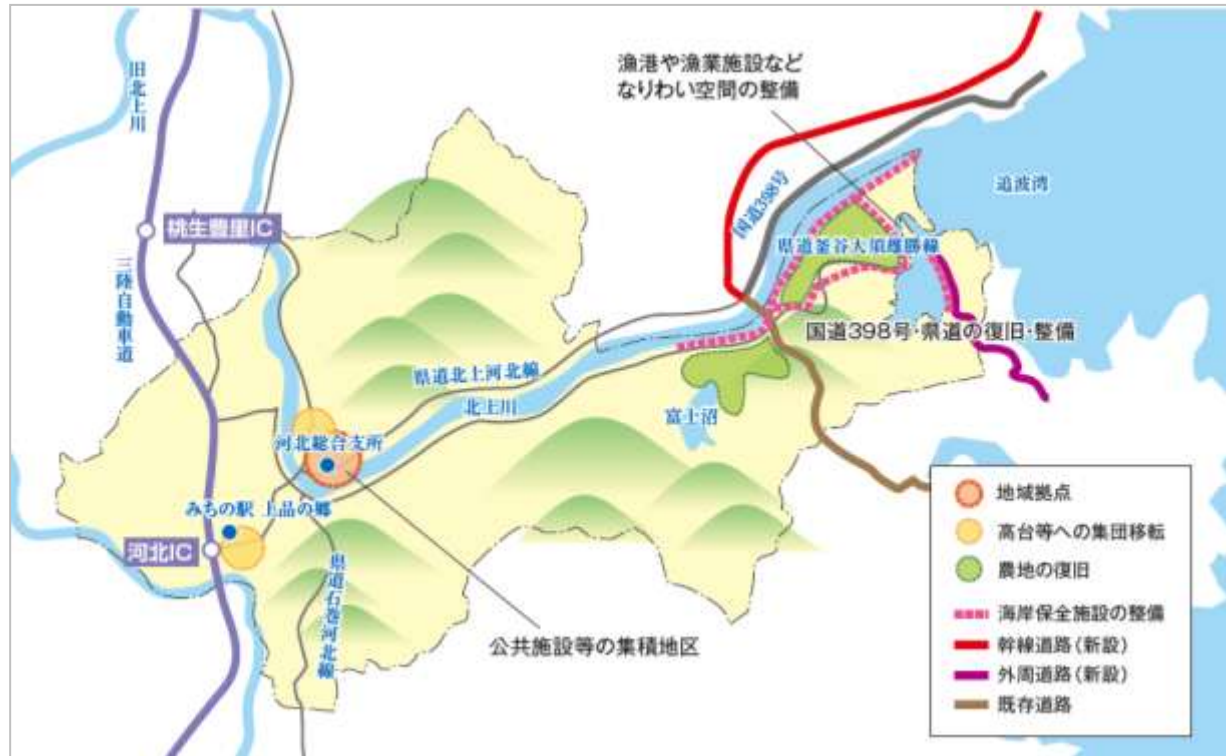 漁港や漁業施設など
なりわい空間の整備
旧北上川
国道398号
追波湾
桃生豊里IC
県道釜谷大須雄勝線
三陸自動車道
国道398号・県道の復旧・整備
県道北上河北線
北上川
富士沼
河北総合支所
みちの駅 上品の郷
河北IC
県道石巻河北線
公共施設等の集積地区
地域拠点
高台等への集団移転
農地の復旧
海岸保全施設の整備
幹線道路(新設)
外周道路(新設)
既存道路